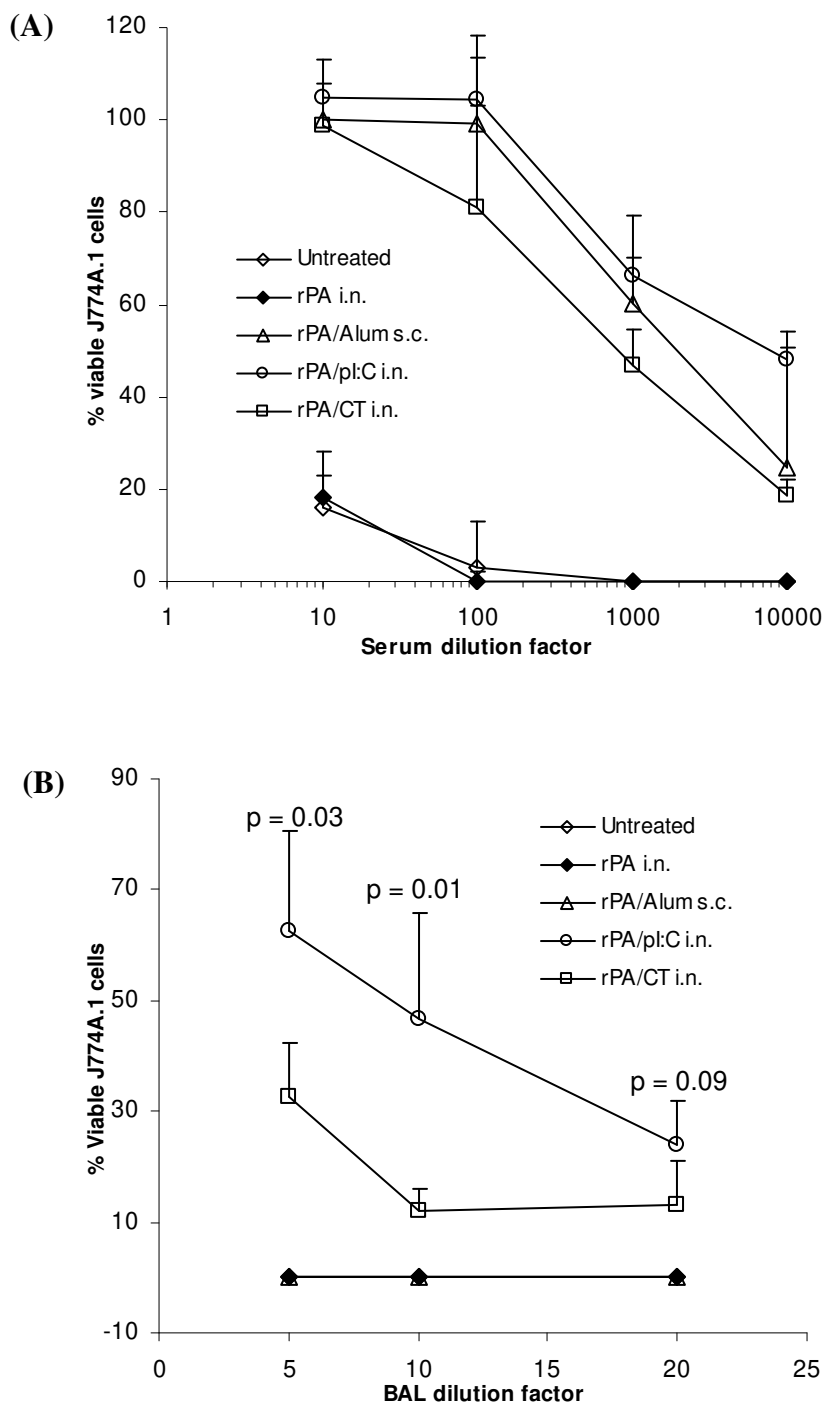 (A)
120
100
80
60
40
20
0
% viable J774A.1 cells
Untreated
rPA i.n.
rPA/Alum s.c.
rPA/pI:C i.n.
rPA/CT i.n.
1 10 100 1000 10000
Serum dilution factor
(B)
90
70
50
30
10
-10
% Viable J774A.1 cells
p = 0.03
p = 0.01
p = 0.09
Untreated
rPA i.n.
rPA/Alum s.c.
rPA/pI:C i.n.
rPA/CT i.n.
0 5 10 15 20 25
BAL dilution factor